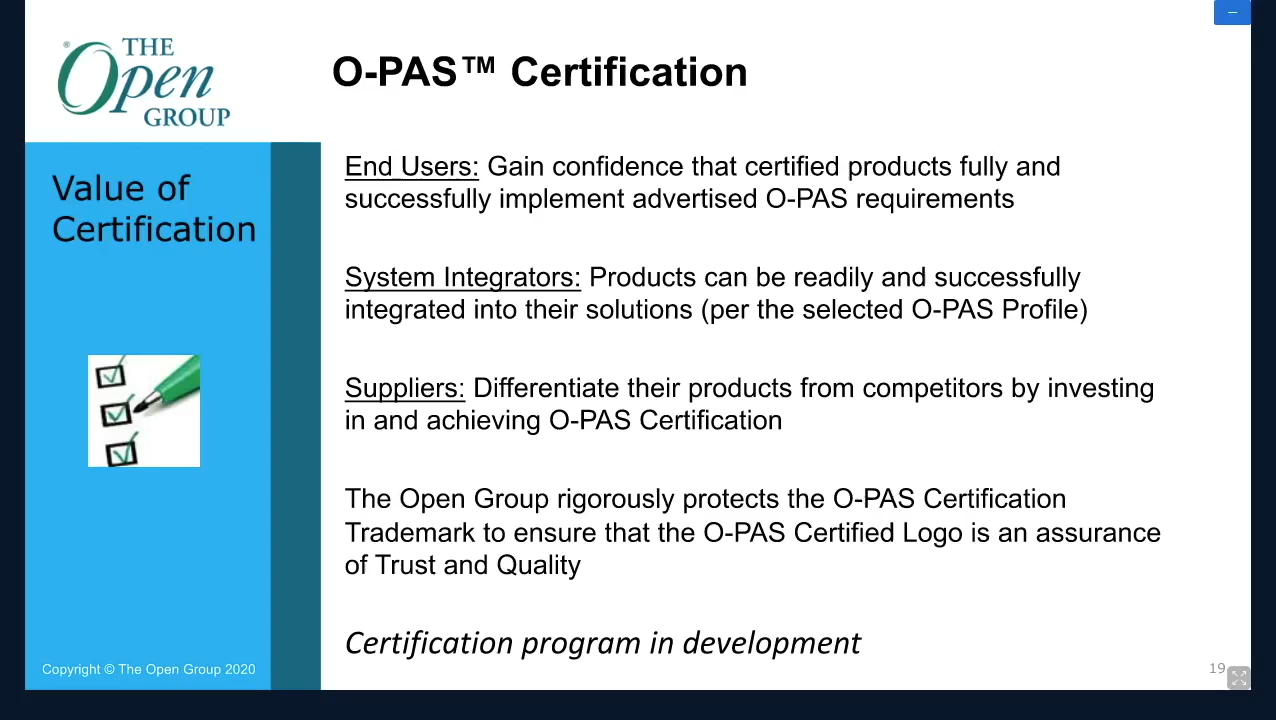 ® THE
Open
GROUP
O-PAS™ Certification
Value of
Certification
End Users: Gain confidence that certified products fully and
successfully implement advertised O-PAS requirements
System Integrators: Products can be readily and successfully
integrated into their solutions (per the selected O-PAS Profile)
Suppliers: Differentiate their products from competitors by investing
in and achieving O-PAS Certification
The Open Group rigorously protects the O-PAS Certification
Trademark to ensure that the O-PAS Certified Logo is an assurance
of Trust and Quality
Certification program in development
Copyright © The Open Group 2020
19